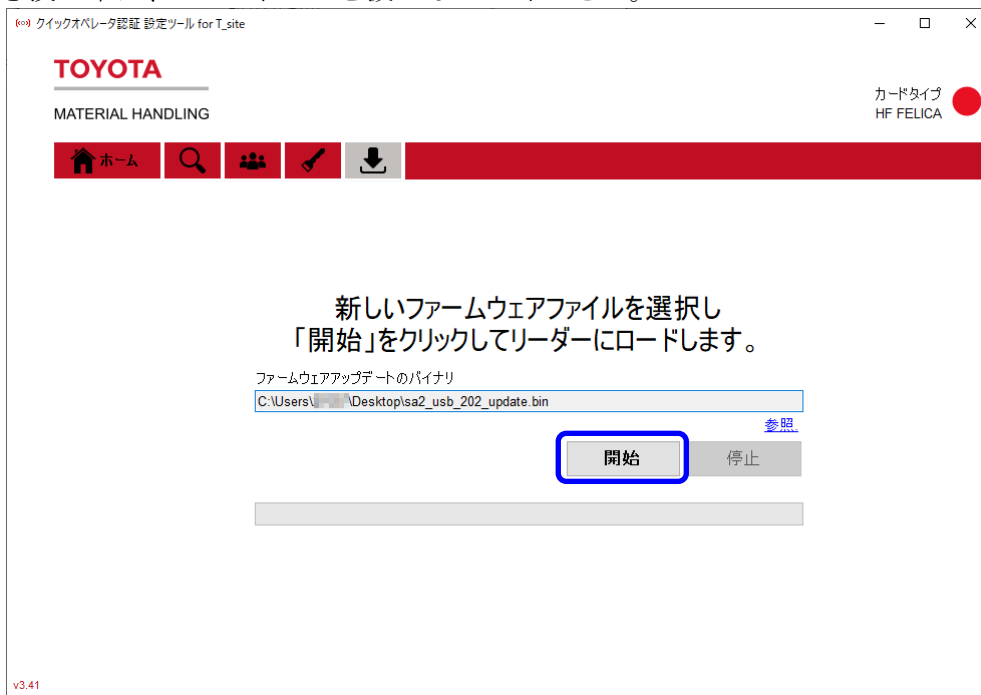 クイックオペレータ認証 設定ツール for T_site
TOYOTA
MATERIAL HANDLING
カードタイプ
HF FELICA
ホーム
新しいファームウェアファイルを選択し
「開始」をクリックしてリーダーにロードします。
ファームウェアアップデートのバイナリ
C:\Users\ \Desktop\sa2_usb_202_update.bin
参照.
開始 停止
v3.41